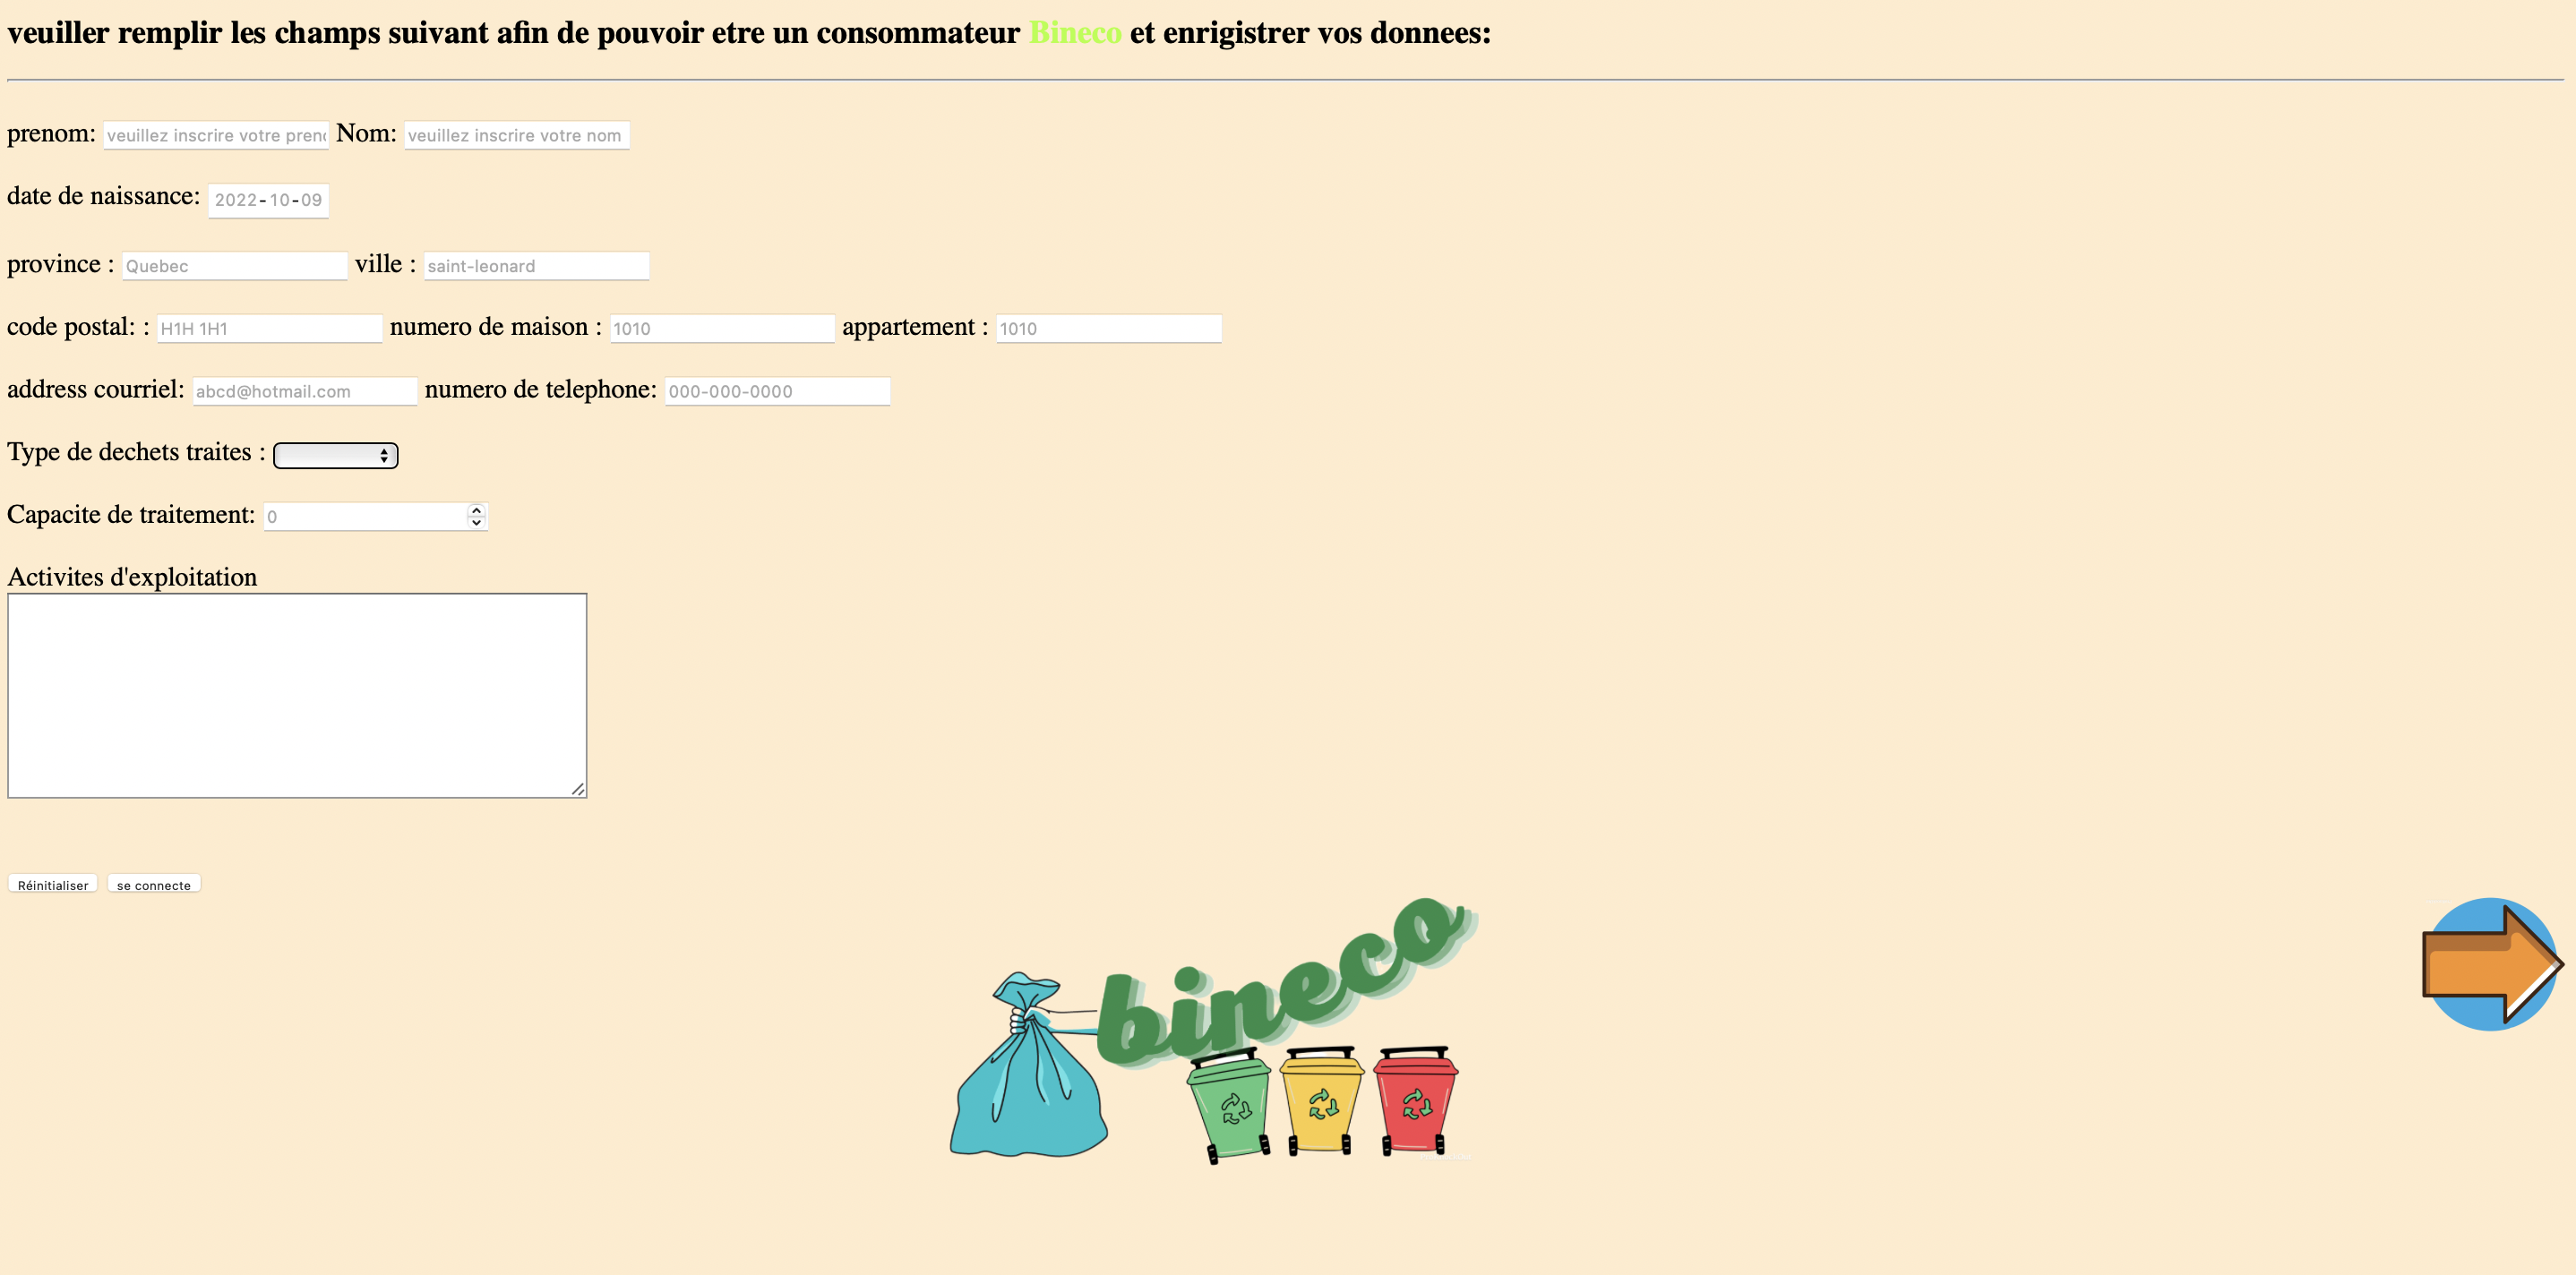 veuiller remplir les champs suivant afin de pouvoir etre un consommateur Bineco et enrigistrer vos donnees:
prenom: veuillez inscrire votre Nom: veuillez inscrire votre nom
date de naissance: 2022-10-09
province : Quebec ville : saint-leonard
code postal: : H1H 1H1 numero de maison : 1010 appartement : 1010
address courriel: abcd@hotmail.com numero de telephone: 000-000-0000
Type de dechets traites :
Capacite de traitement: 0
Activites d'exploitation
Réinitialiser se connecte
bineco